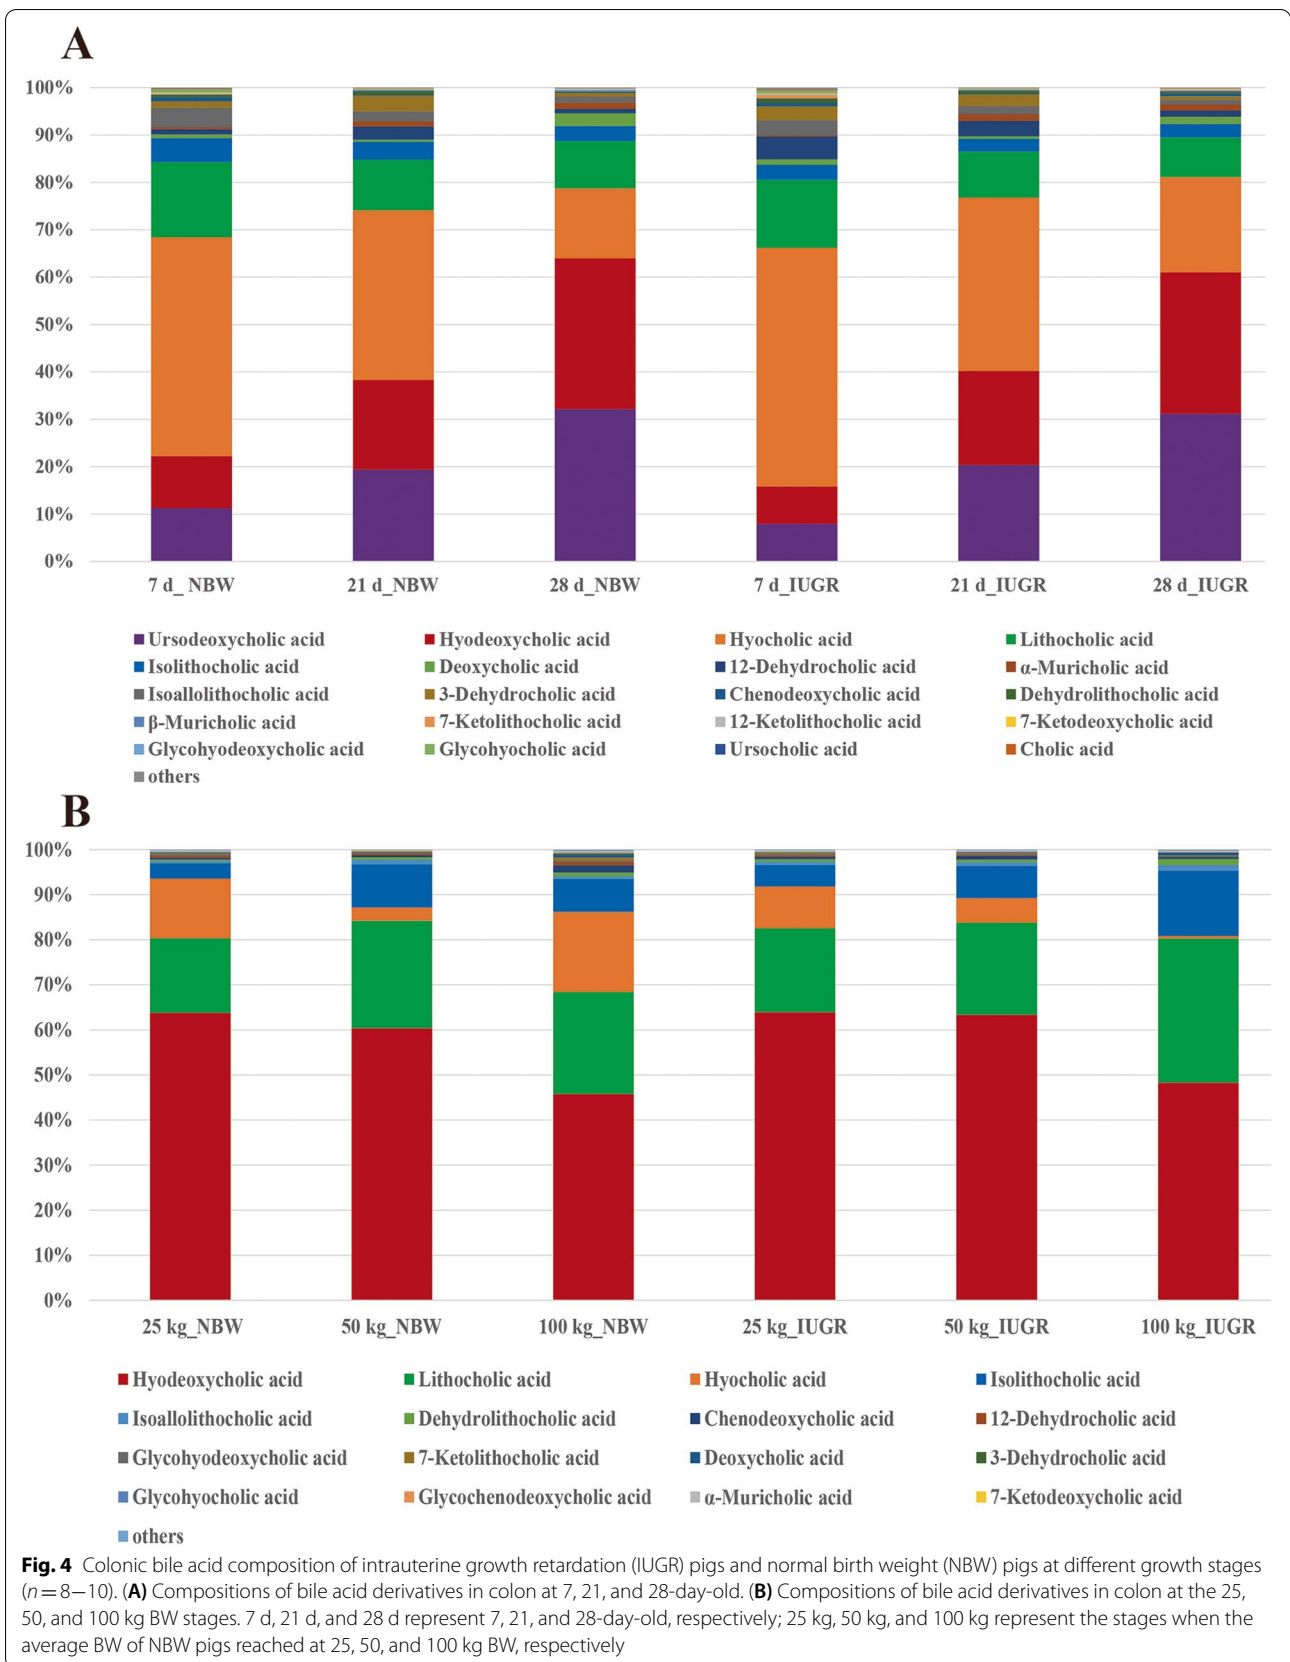 A
100%
90%
80%
70%
60%
50%
40%
30%
20%
10%
0%
7 d_ NBW 21 d_NBW 28 d_NBW 7 d_IUGR 21 d_IUGR 28 d_IUGR
Ursodeoxycholic acid Hyodeoxycholic acid Hyocholic acid Lithocholic acid
Isolithocholic acid Deoxycholic acid 12-Dehydrocholic acid α-Muricholic acid
Isoallolithocholic acid 3-Dehydrocholic acid Chenodeoxycholic acid Dehydrolithocholic acid
β-Muricholic acid 7-Ketolithocholic acid 12-Ketolithocholic acid 7-Ketodeoxycholic acid
Glycohyodeoxycholic acid Glycohyocholic acid Ursocholic acid Cholic acid
others
B
100%
90%
80%
70%
60%
50%
40%
30%
20%
10%
0%
25 kg_NBW 50 kg_NBW 100 kg_NBW 25 kg_IUGR 50 kg_IUGR 100 kg_IUGR
Hyodeoxycholic acid Lithocholic acid Hyocholic acid Isolithocholic acid
Isoallolithocholic acid Dehydrolithocholic acid Chenodeoxycholic acid 12-Dehydrocholic acid
Glycohyodeoxycholic acid 7-Ketolithocholic acid Deoxycholic acid 3-Dehydrocholic acid
Glycohyocholic acid Glycochenodeoxycholic acid α-Muricholic acid 7-Ketodeoxycholic acid
others
Fig. 4 Colonic bile acid composition of intrauterine growth retardation (IUGR) pigs and normal birth weight (NBW) pigs at different growth stages
(n = 8–10). (A) Compositions of bile acid derivatives in colon at 7, 21, and 28-day-old. (B) Compositions of bile acid derivatives in colon at the 25,
50, and 100 kg BW stages. 7 d, 21 d, and 28 d represent 7, 21, and 28-day-old, respectively; 25 kg, 50 kg, and 100 kg represent the stages when the
average BW of NBW pigs reached at 25, 50, and 100 kg BW, respectively